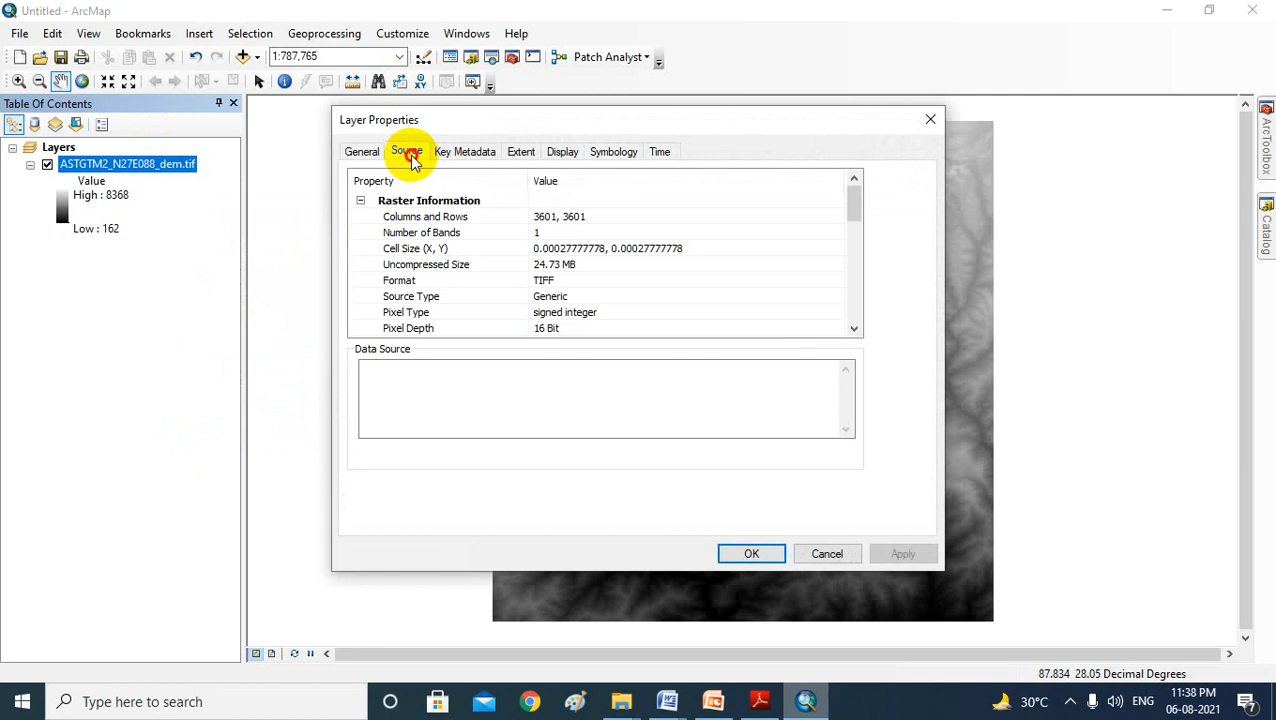 Untitled - ArcMap
File Edit View Bookmarks Insert Selection Geoprocessing Customize Windows Help
1:787,765
Patch Analyst
Table Of Contents
Layers
ASTGTM2_N27E088_dem.tif
Value
High : 8368
Low : 162
Layer Properties
General Source Key Metadata Extent Display Symbology Time
Property Value
Raster Information
Columns and Rows 3601, 3601
Number of Bands 1
Cell Size (X, Y) 0.00027777778, 0.00027777778
Uncompressed Size 24.73 MB
Format TIFF
Source Type Generic
Pixel Type signed integer
Pixel Depth 16 Bit
Data Source
OK Cancel Apply
ArcToolbox
Catalog
87.834 28.05 Decimal Degrees
Type here to search
30°C
ENG
11:38 PM
06-08-2021
7